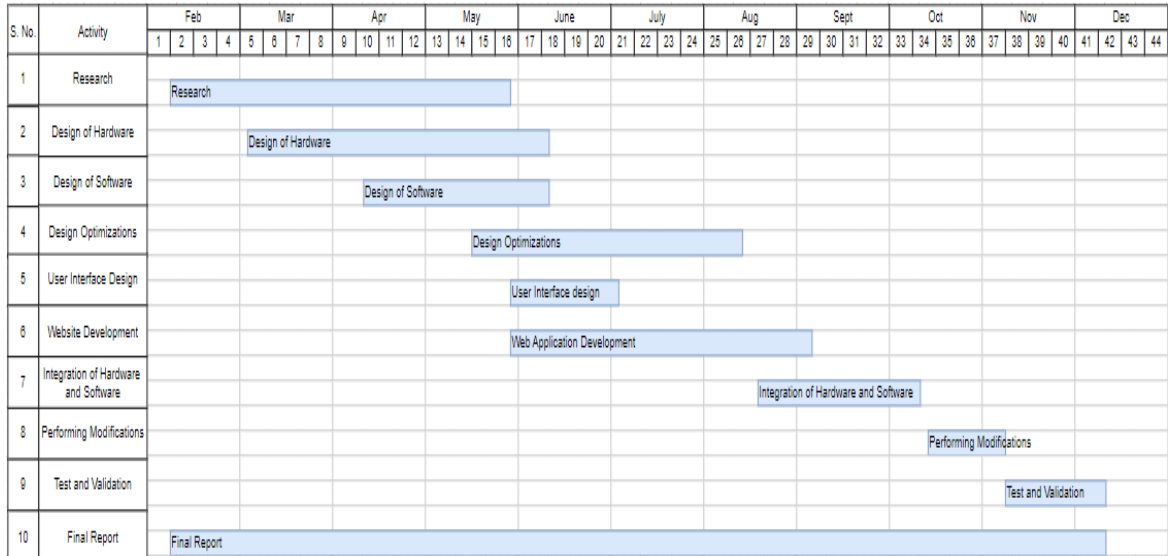 S. No. Activity Feb Mar Apr May June July Aug Sept Oct Nov Dec
1 2 3 4 5 6 7 8 9 10 11 12 13 14 15 16 17 18 19 20 21 22 23 24 25 26 27 28 29 30 31 32 33 34 35 36 37 38 39 40 41 42 43 44
1 Research
Research
2 Design of Hardware
Design of Hardware
3 Design of Software
Design of Software
4 Design Optimizations
Design Optimizations
5 User Interface Design
User Interface design
6 Website Development
Web Application Development
7 Integration of Hardware
and Software
Integration of Hardware and Software
8 Performing Modifications
Performing Modifications
9 Test and Validation
Test and Validation
10 Final Report
Final Report